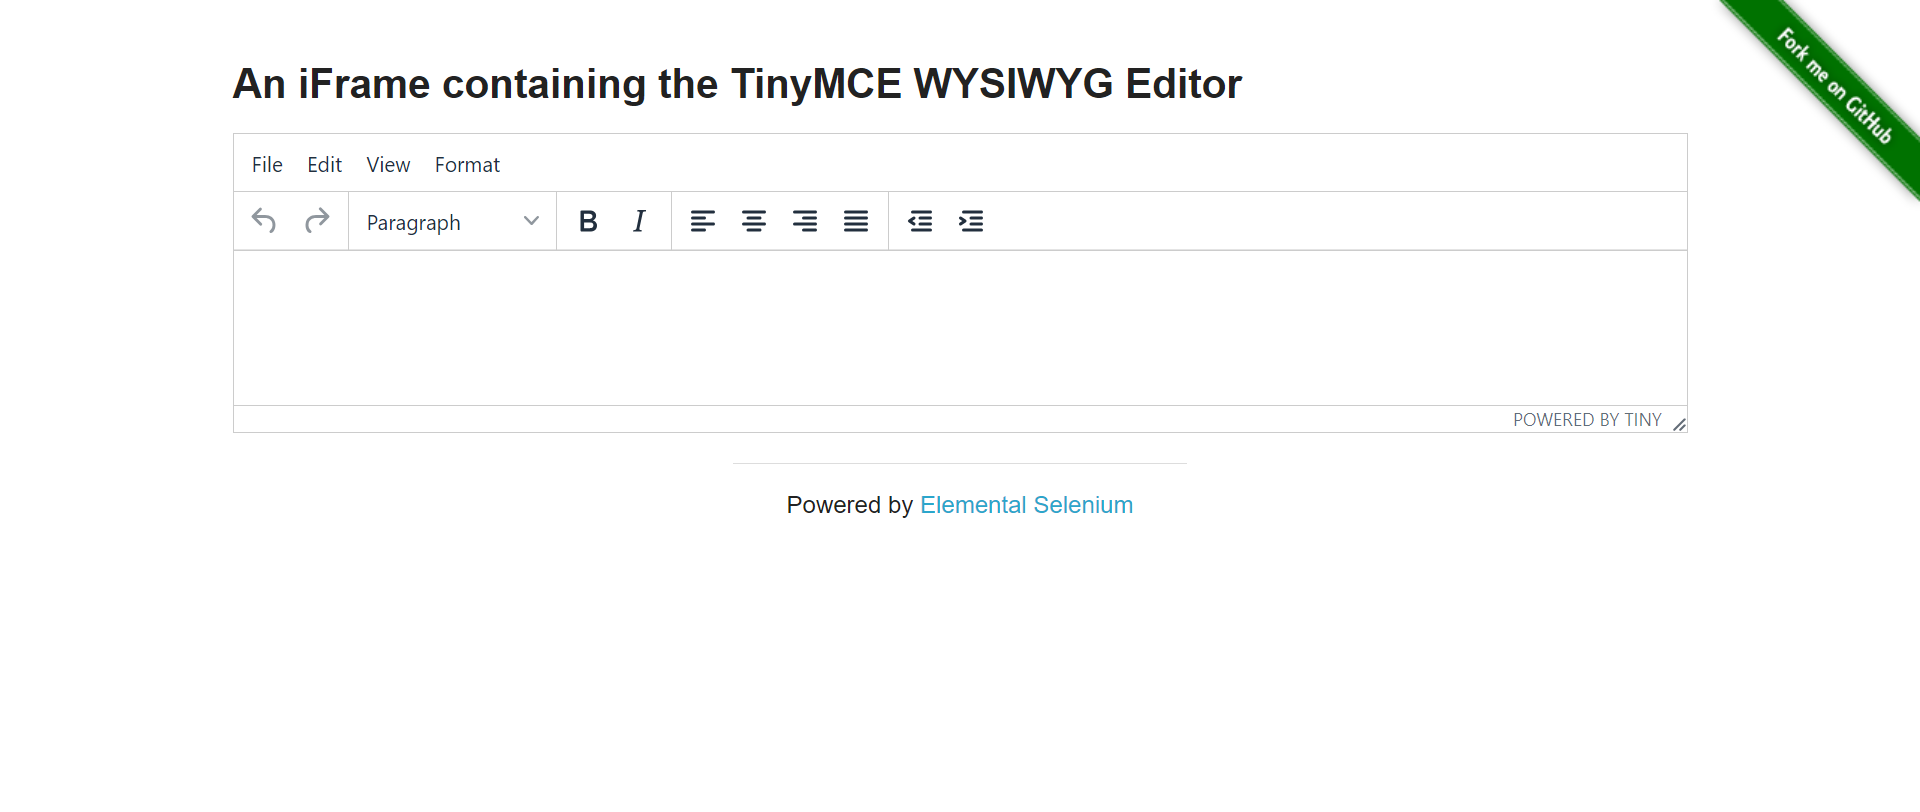 Fork me on GitHub
An iFrame containing the TinyMCE WYSIWYG Editor
File Edit View Format
Paragraph B I
POWERED BY TINY
Powered by Elemental Selenium